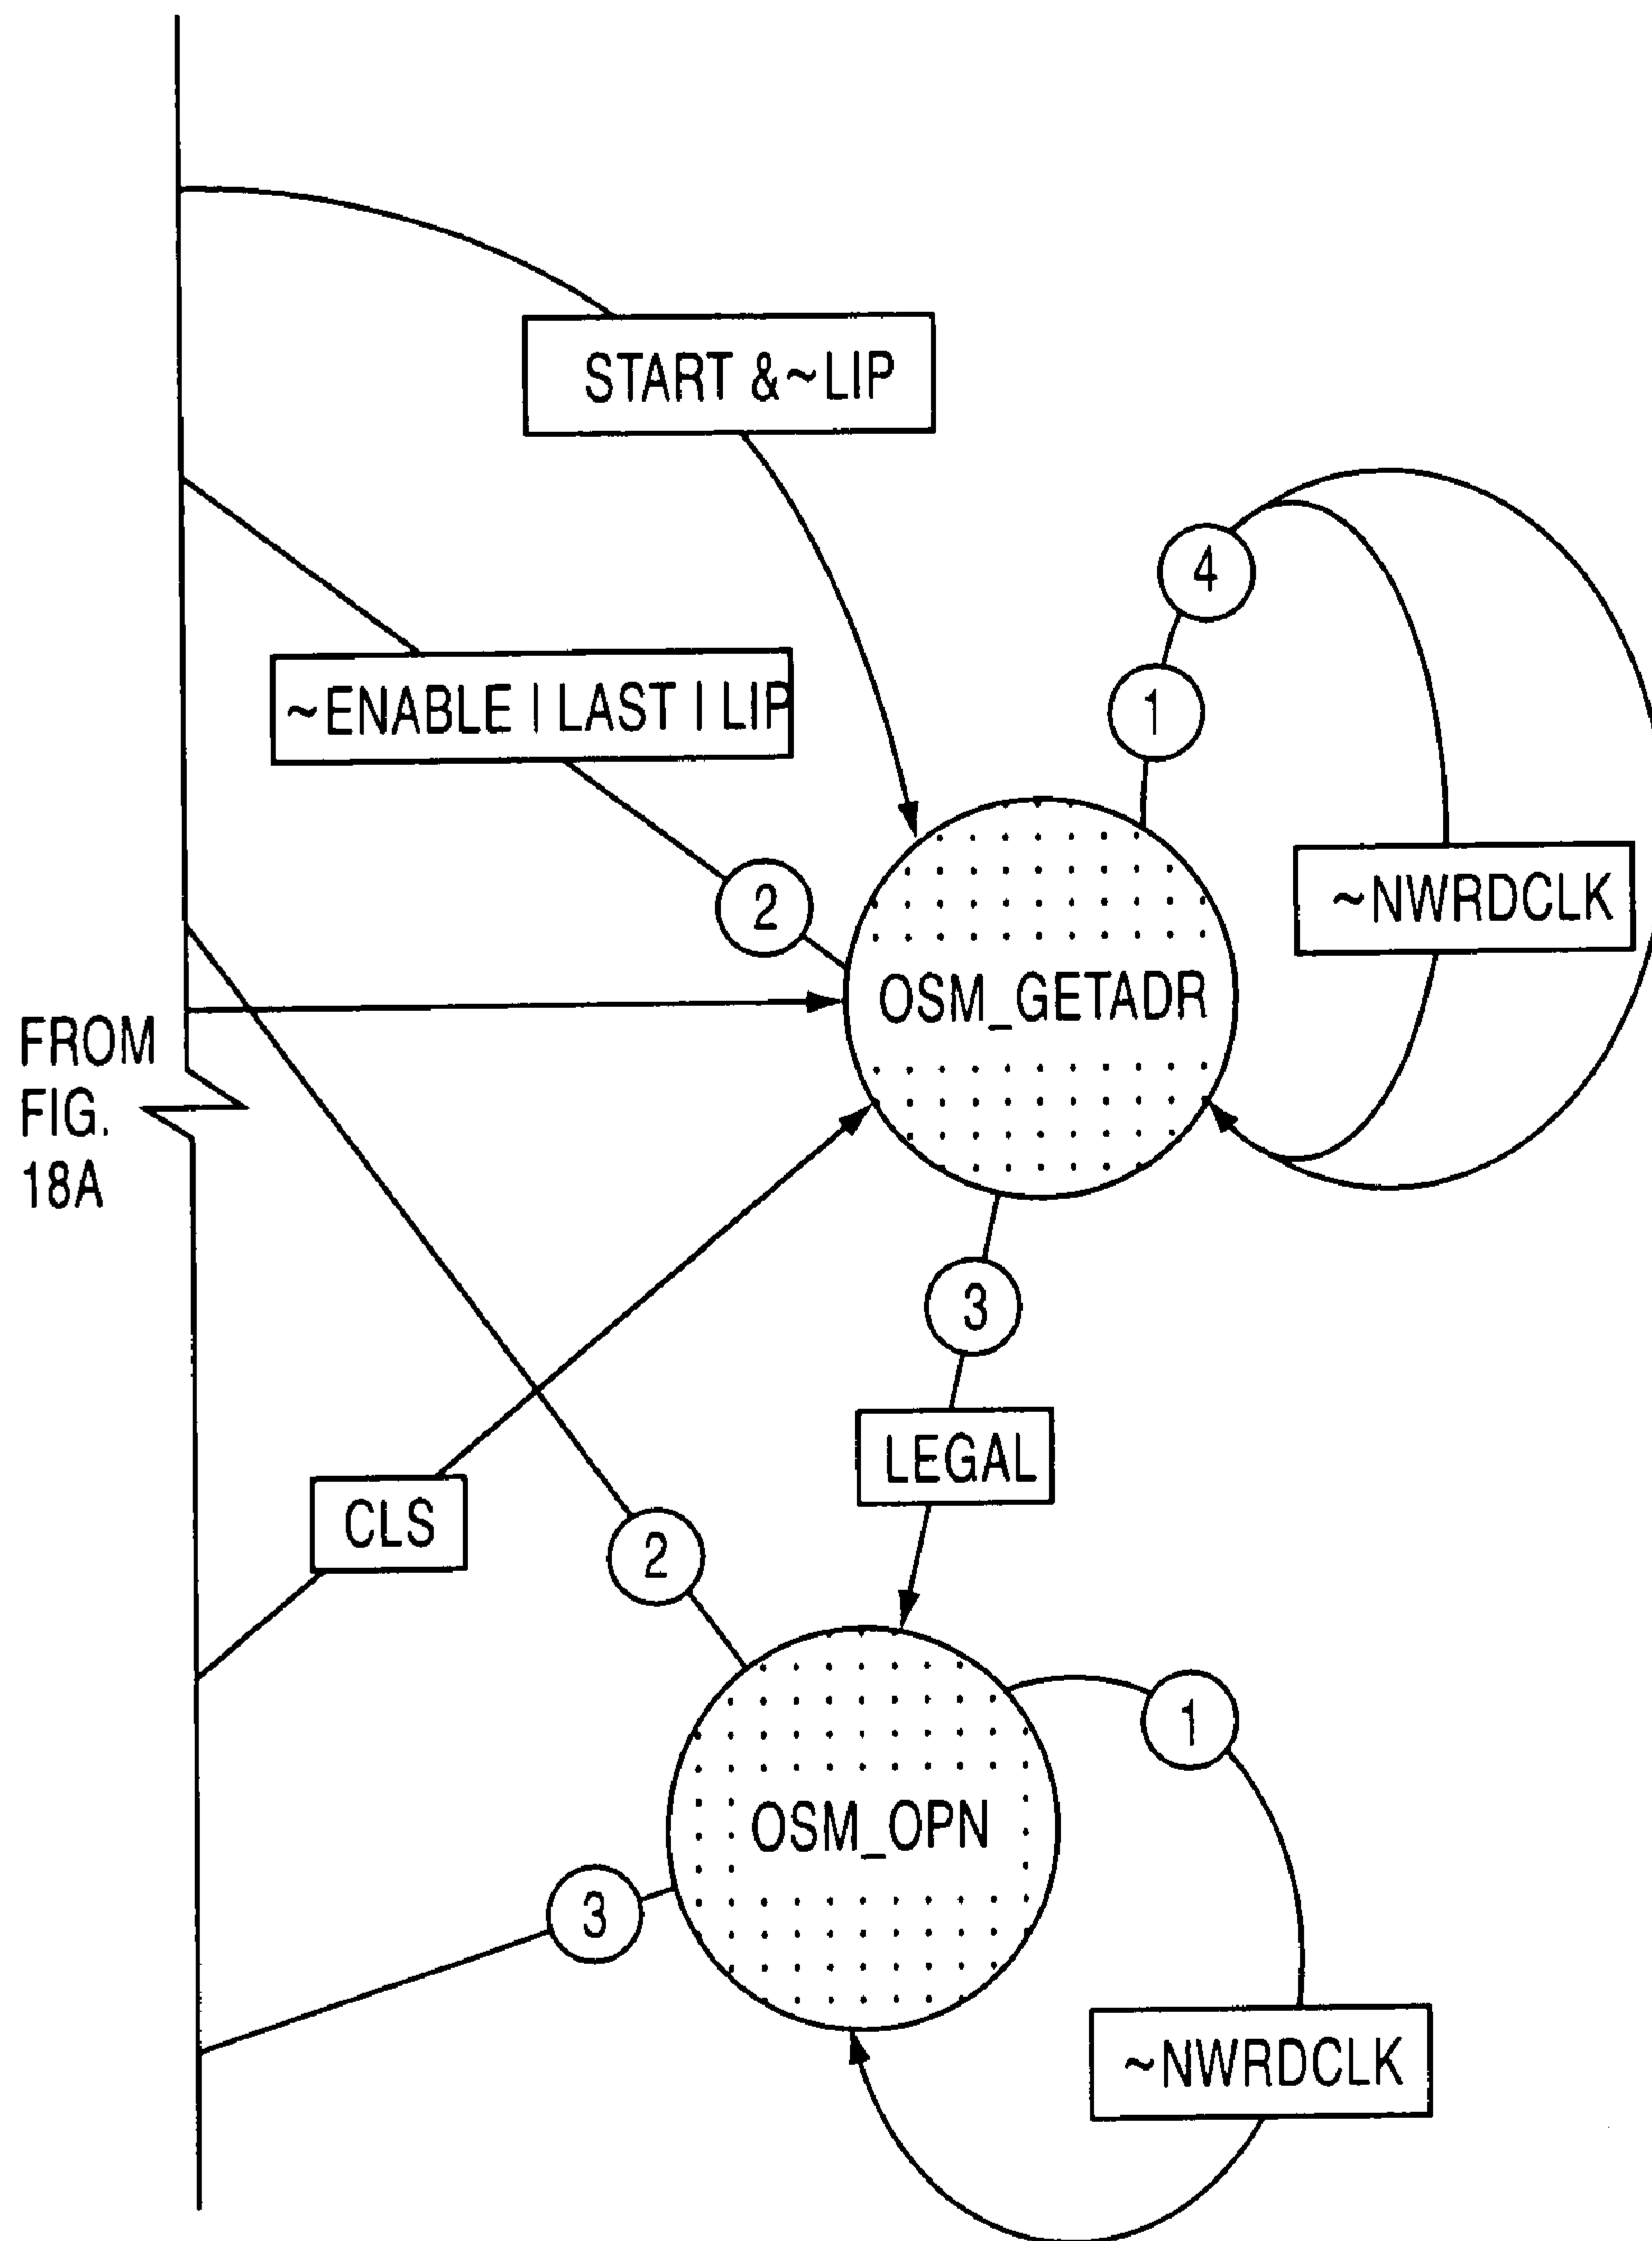 START &~LIP
4
1
~ENABLE | LAST | LIP
~NWRDCLK
2
OSM_GETADR
FROM
FIG.
18A
3
LEGAL
CLS
2
1
OSM_OPN
3
~NWRDCLK